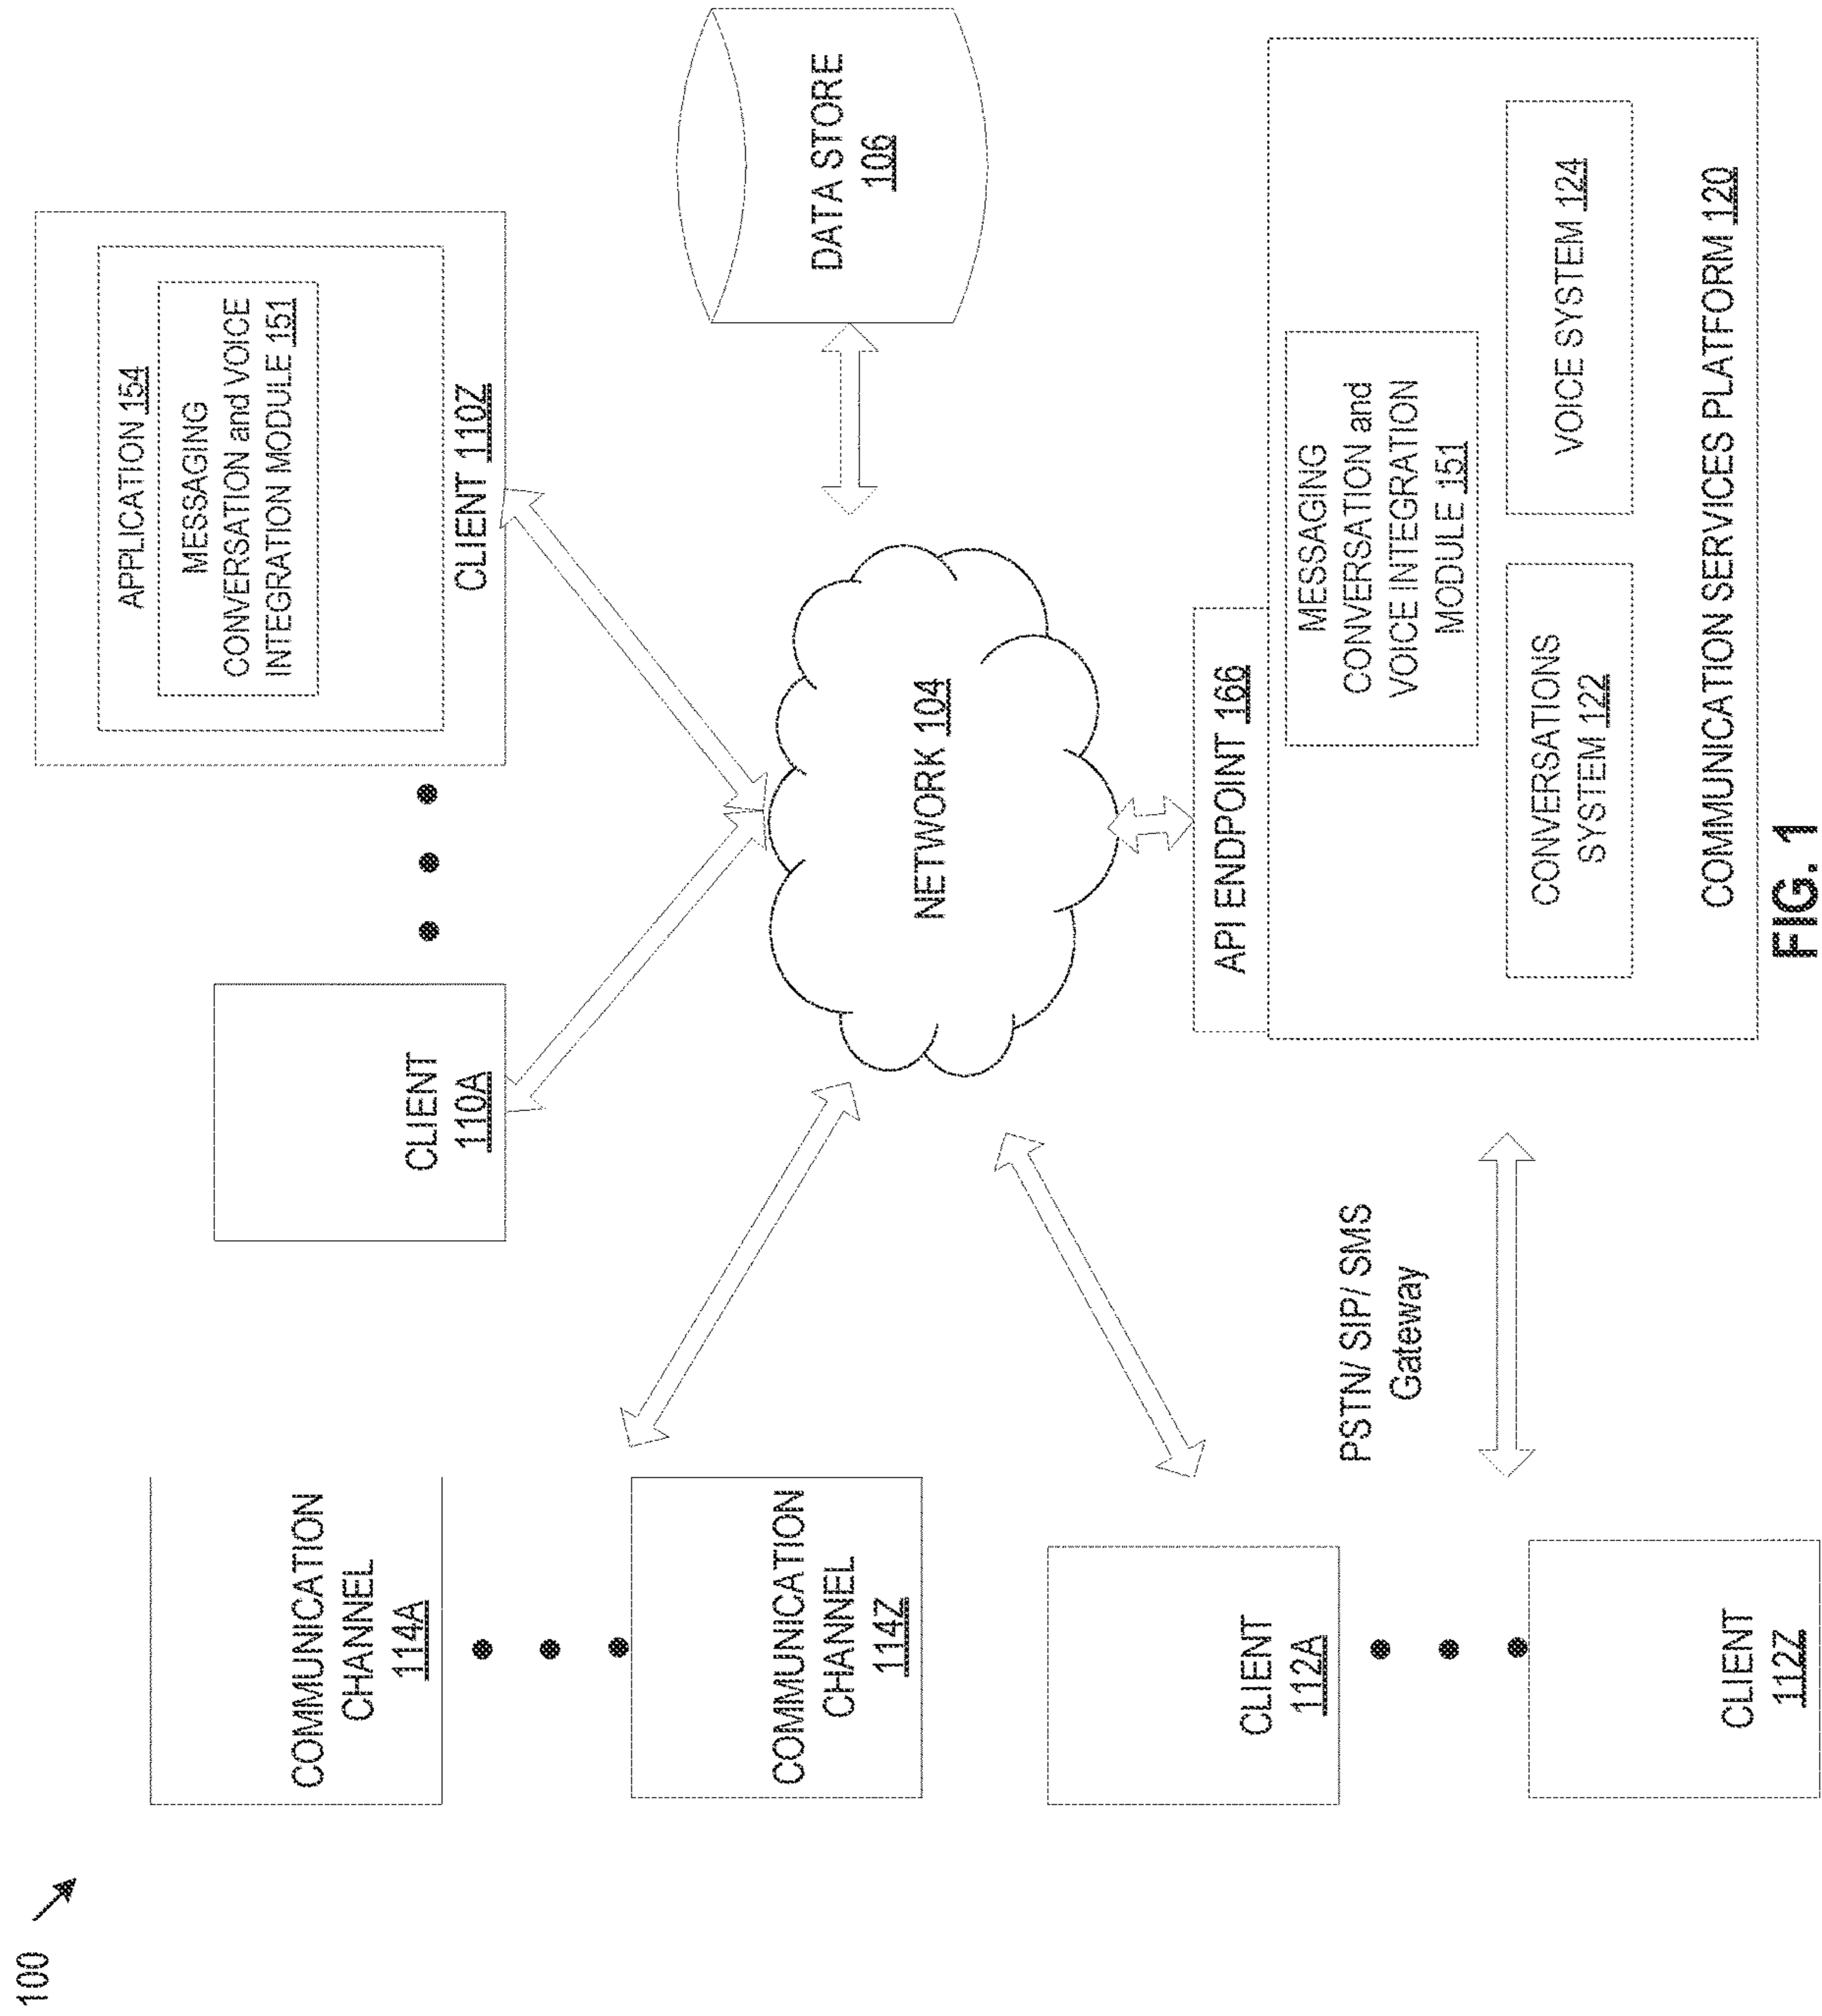 100
COMMUNICATION
CHANNEL
114A
COMMUNICATION
CHANNEL
114Z
CLIENT
112A
CLIENT
112Z
PSTN/ SIP/ SMS
Gateway
CLIENT
110A
APPLICATION 154
MESSAGING
CONVERSATION and VOICE
INTEGRATION MODULE 151
CLIENT 110Z
NETWORK 104
DATA STORE
106
API ENDPOINT 166
MESSAGING
CONVERSATION and
VOICE INTEGRATION
MODULE 151
CONVERSATIONS
SYSTEM 122
VOICE SYSTEM 124
COMMUNICATION SERVICES PLATFORM 120
FIG. 1